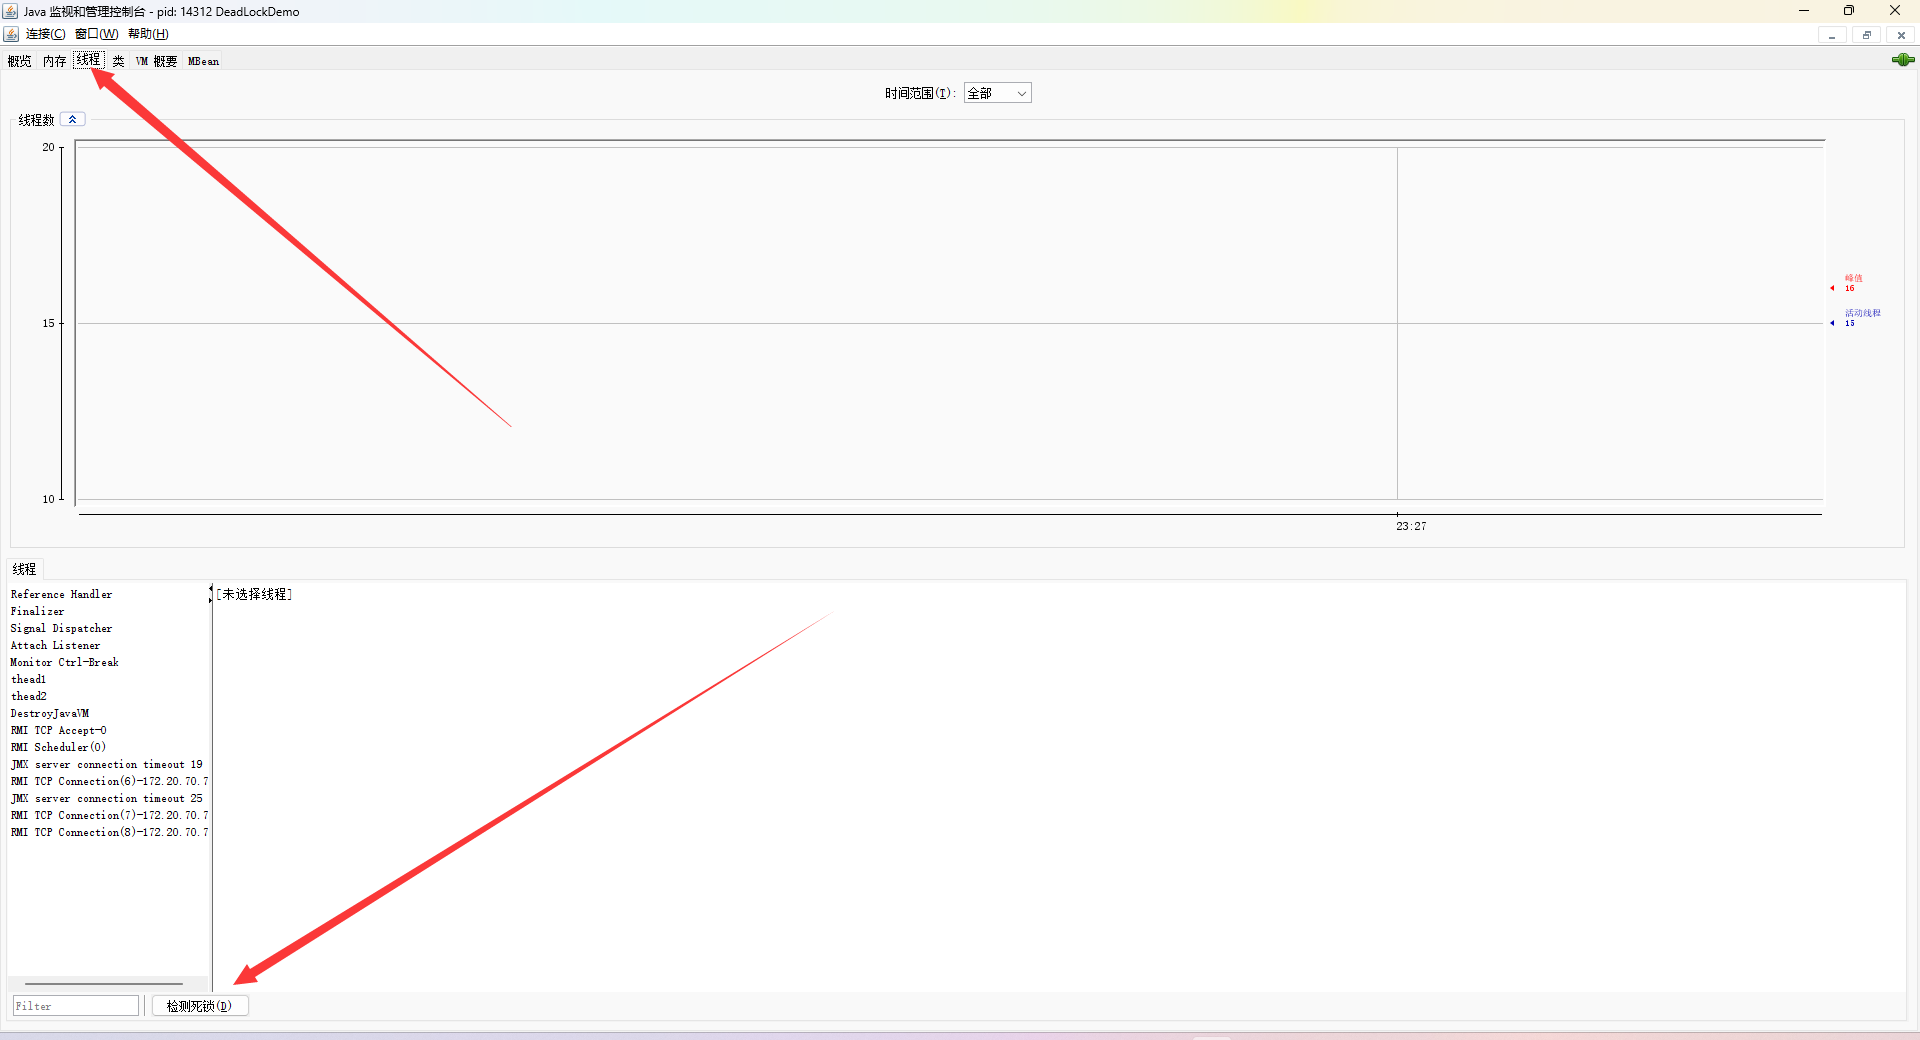 Java 监视和管理控制台 - pid: 14312 DeadLockDemo
连接(C) 窗口(W) 帮助(H)
概览 内存 线程 类 VM 概要 MBean
时间范围(T): 全部
线程数
20
15
10
峰值
16
活动线程
15
23:27
线程
Reference Handler
Finalizer
Signal Dispatcher
Attach Listener
Monitor Ctrl-Break
thead1
thead2
DestroyJavaVM
RMI TCP Accept-0
RMI Scheduler(0)
JMX server connection timeout 19
RMI TCP Connection(6)-172.20.70.7
JMX server connection timeout 25
RMI TCP Connection(7)-172.20.70.7
RMI TCP Connection(8)-172.20.70.7
[未选择线程]
Filter
检测死锁(D)